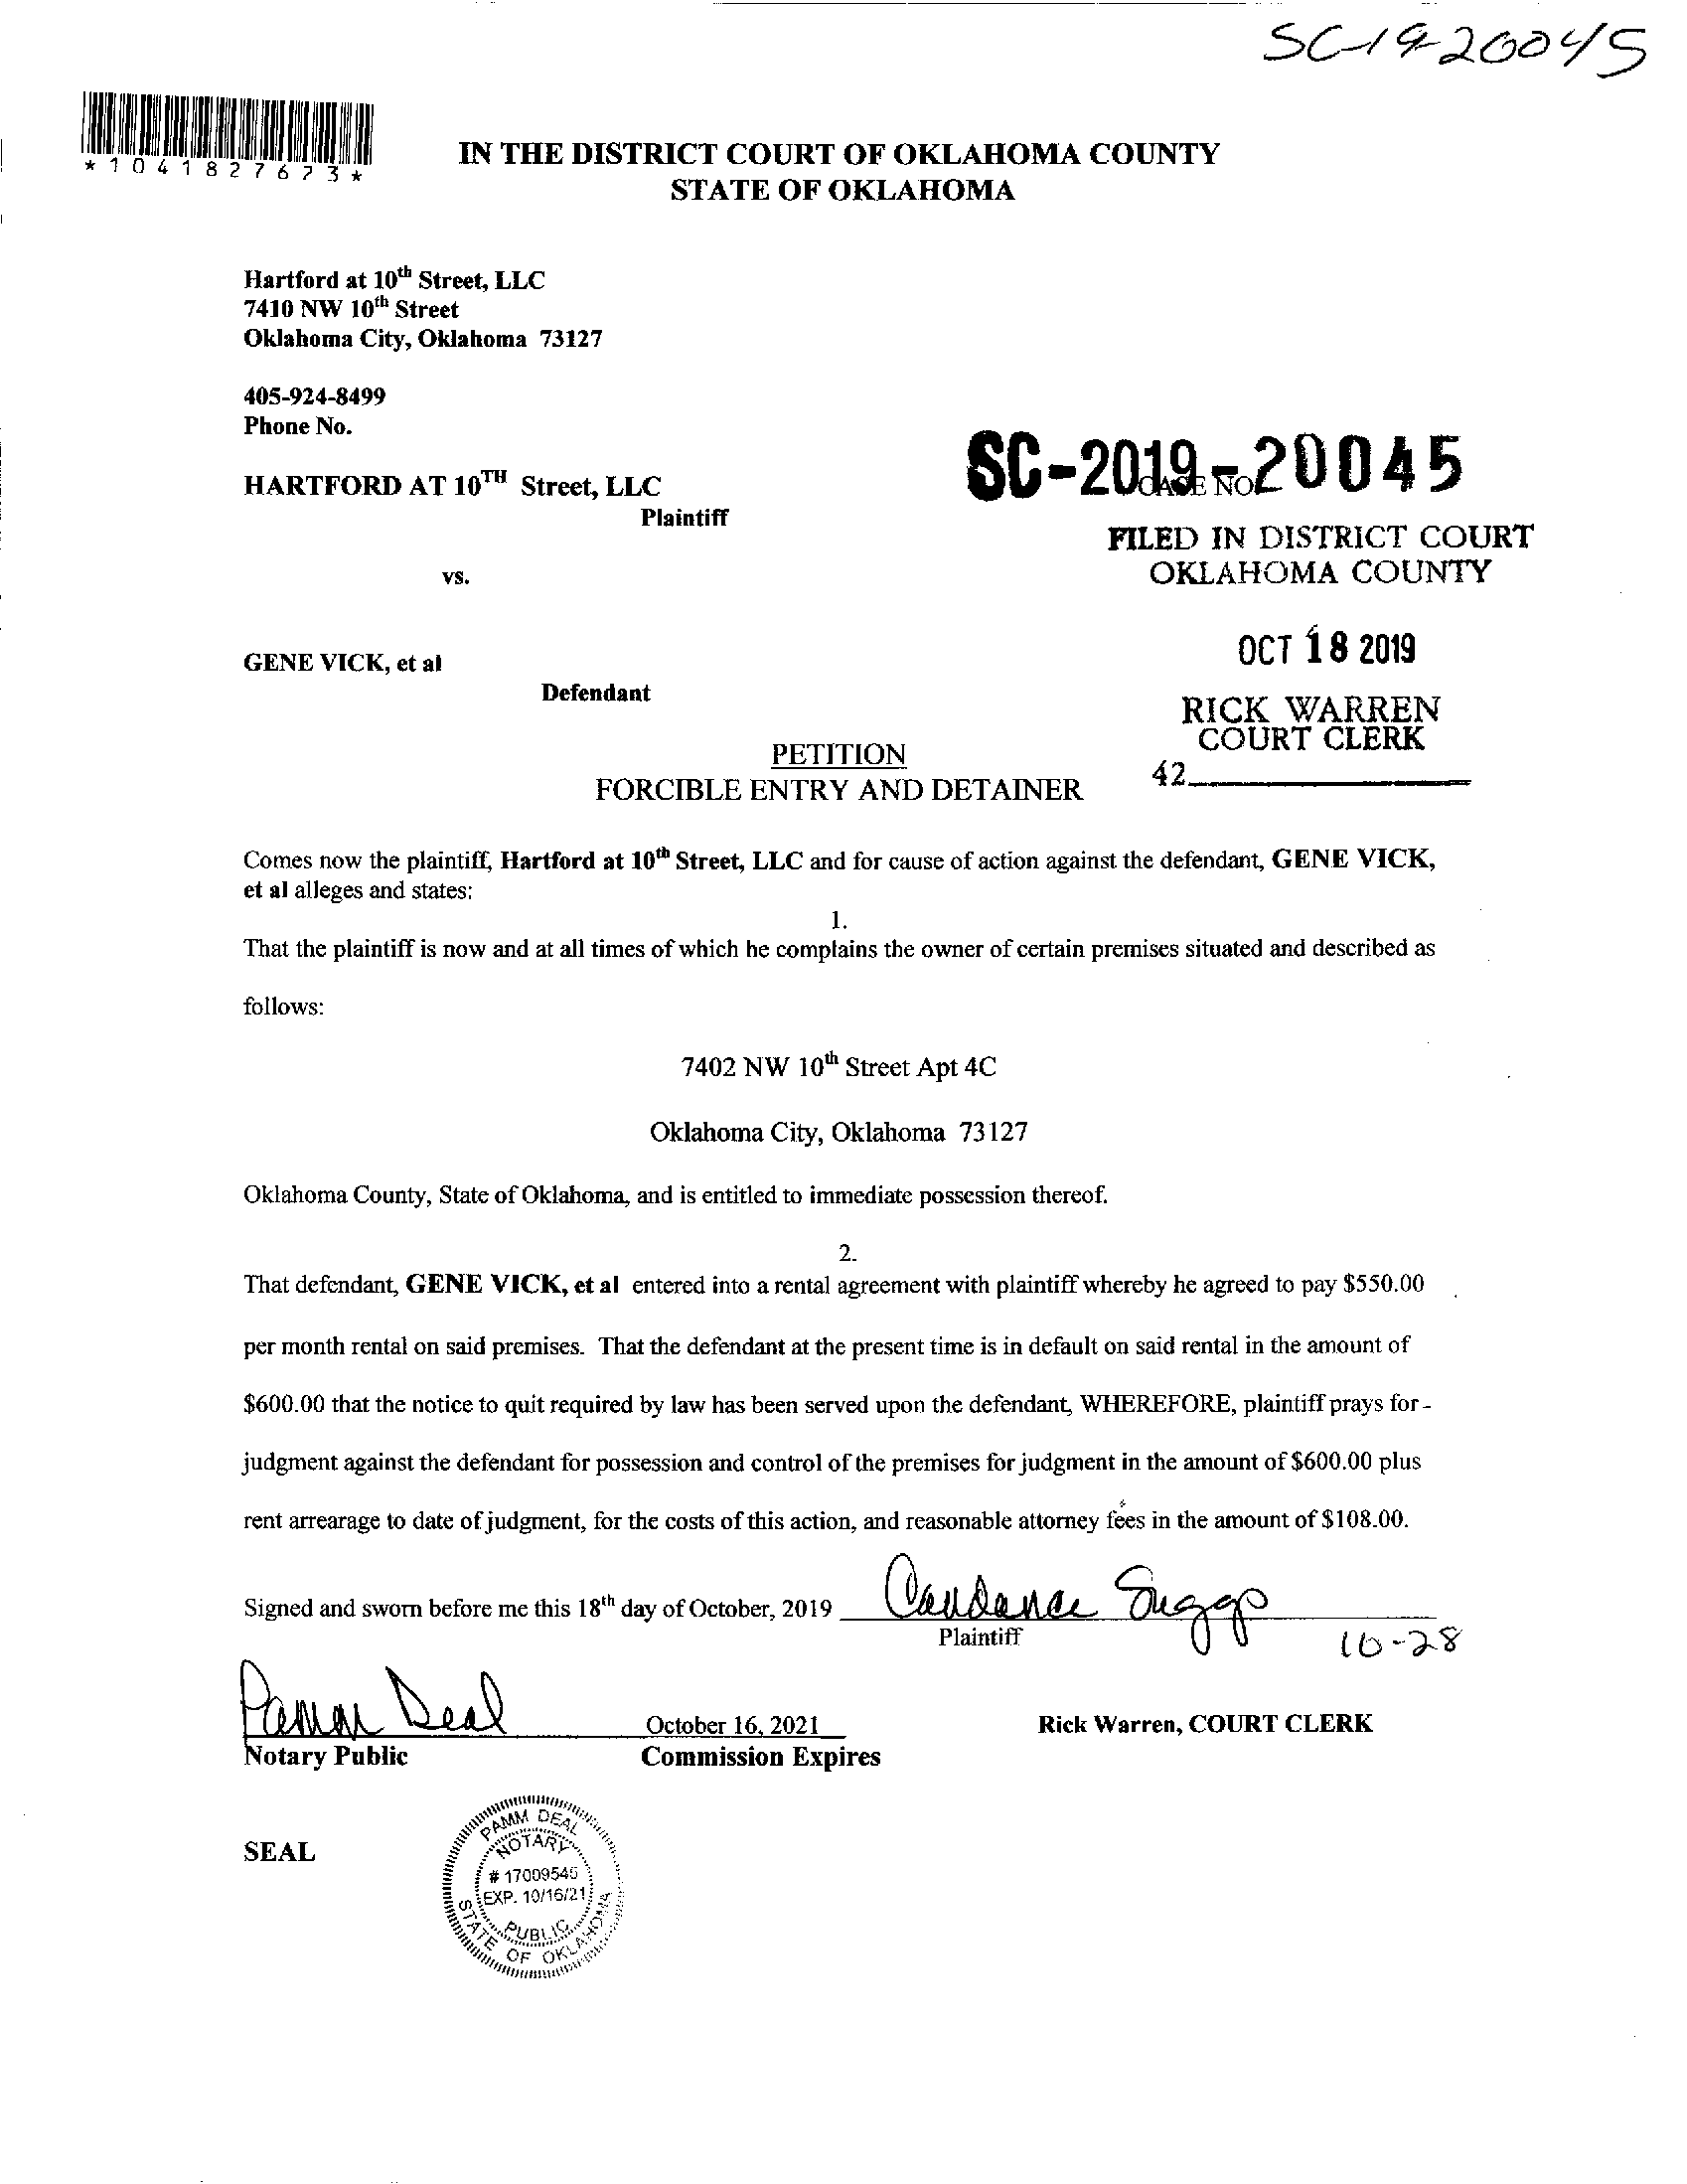 SC-19-20045
*1041827673*
IN THE DISTRICT COURT OF OKLAHOMA COUNTY
STATE OF OKLAHOMA
Hartford at 10th Street, LLC
7410 NW 10th Street
Oklahoma City, Oklahoma 73127
405-924-8499
Phone No.
HARTFORD AT 10TH Street, LLC
Plaintiff
SC-2019-20045
CASE NO
FILED IN DISTRICT COURT
OKLAHOMA COUNTY
vs.
OCT 18 2019
GENE VICK, et al
Defendant
RICK WARREN
COURT CLERK
42
PETITION
FORCIBLE ENTRY AND DETAINER
Comes now the plaintiff, Hartford at 10th Street, LLC and for cause of action against the defendant, GENE VICK,
et al alleges and states:
1.
That the plaintiff is now and at all times of which he complains the owner of certain premises situated and described as
follows:
7402 NW 10th Street Apt 4C
Oklahoma City, Oklahoma 73127
Oklahoma County, State of Oklahoma, and is entitled to immediate possession thereof.
2.
That defendant, GENE VICK, et al entered into a rental agreement with plaintiff whereby he agreed to pay $550.00
per month rental on said premises. That the defendant at the present time is in default on said rental in the amount of
$600.00 that the notice to quit required by law has been served upon the defendant, WHEREFORE, plaintiff prays for
judgment against the defendant for possession and control of the premises for judgment in the amount of $600.00 plus
rent arrearage to date of judgment, for the costs of this action, and reasonable attorney fees in the amount of $108.00.
Signed and sworn before me this 18th day of October, 2019 Candance Suggs
Plaintiff
10-28
Pamm Deal
October 16, 2021
Rick Warren, COURT CLERK
Notary Public
Commission Expires
SEAL
PAMM DEAL
NOTARY
# 17009545
EXP. 10/16/21
PUBLIC
STATE OF OKLAHOMA